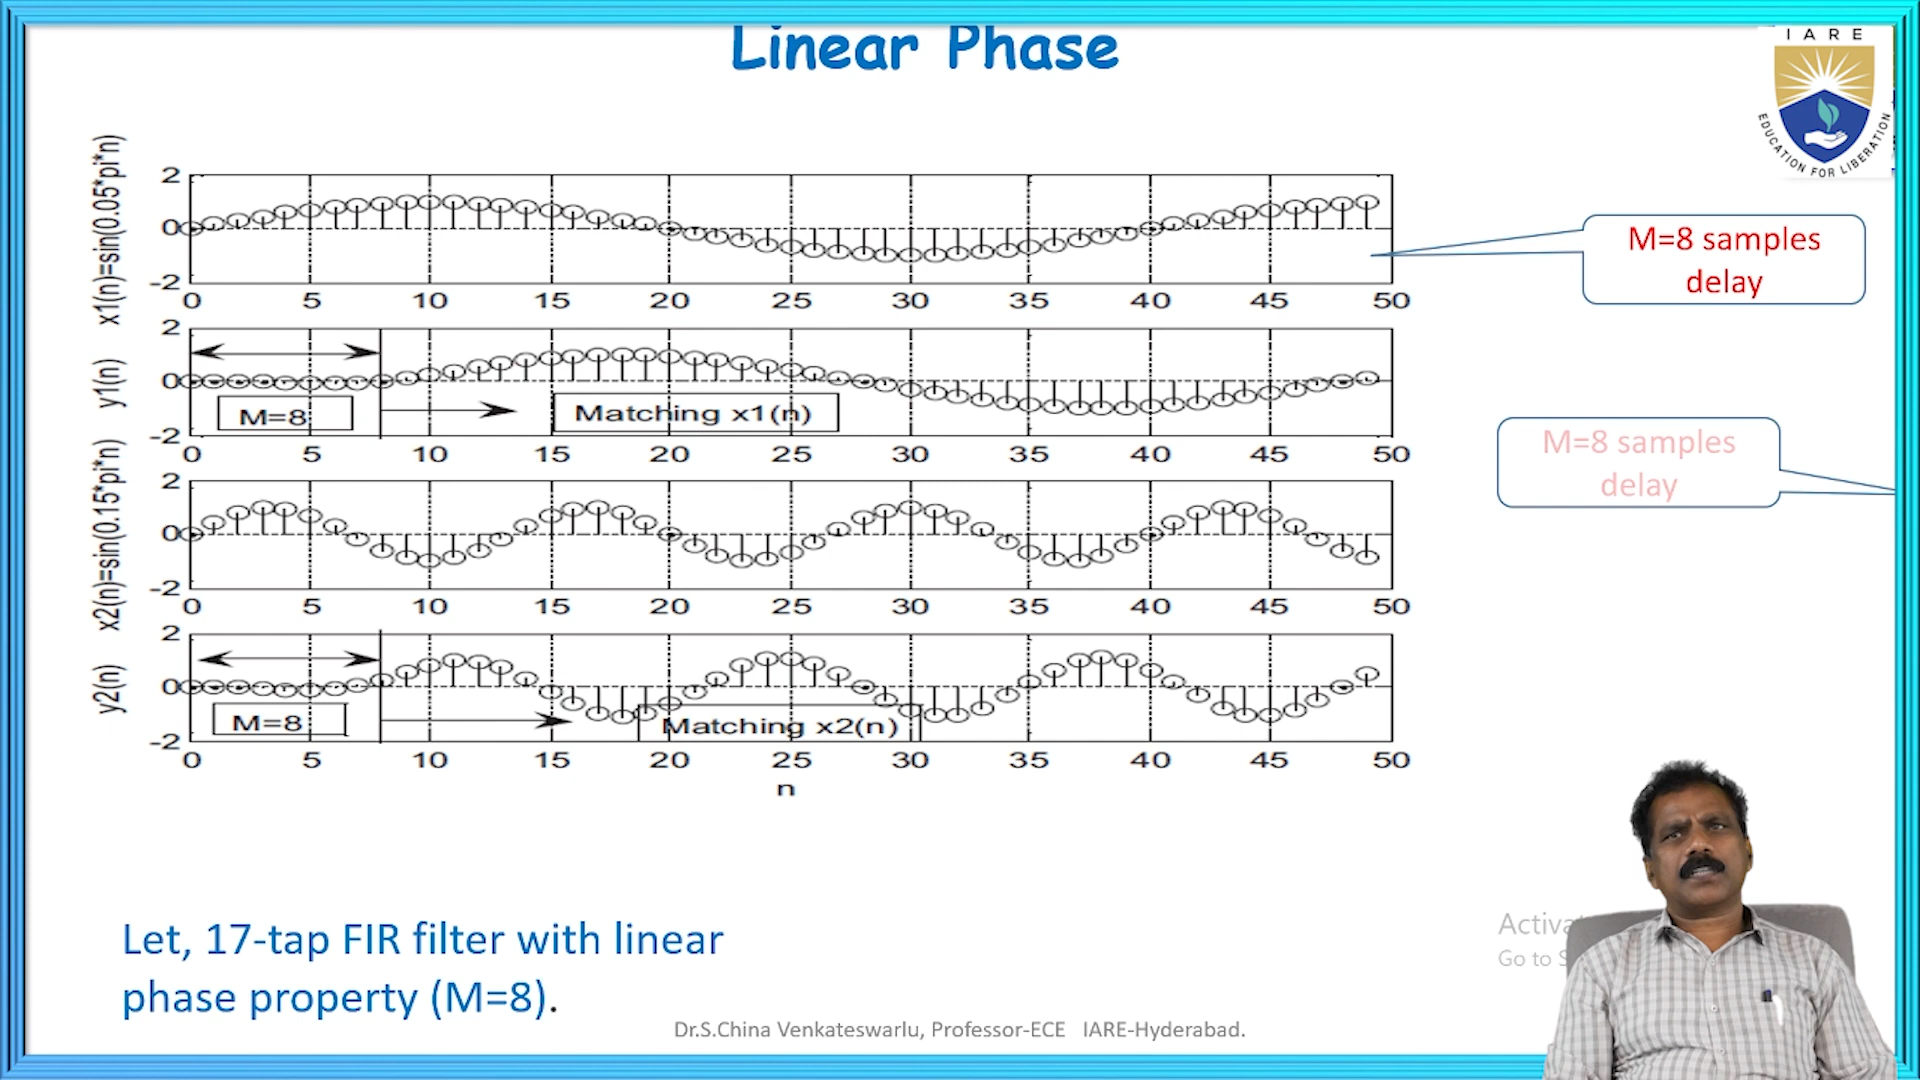 Linear Phase
I A R E
EDUCATION FOR LIBERATION
x1(n)=sin(0.05*pi*n)
2
0
-2
0 5 10 15 20 25 30 35 40 45 50
M=8 samples
delay
y1(n)
2
0
-2
M=8
Matching x1(n)
0 5 10 15 20 25 30 35 40 45 50
M=8 samples
delay
x2(n)=sin(0.15*pi*n)
2
0
-2
0 5 10 15 20 25 30 35 40 45 50
y2(n)
2
0
-2
M=8
Matching x2(n)
0 5 10 15 20 25 30 35 40 45 50
n
Let, 17-tap FIR filter with linear
phase property (M=8).
Go to
Dr.S.China Venkateswarlu, Professor-ECE IARE-Hyderabad.